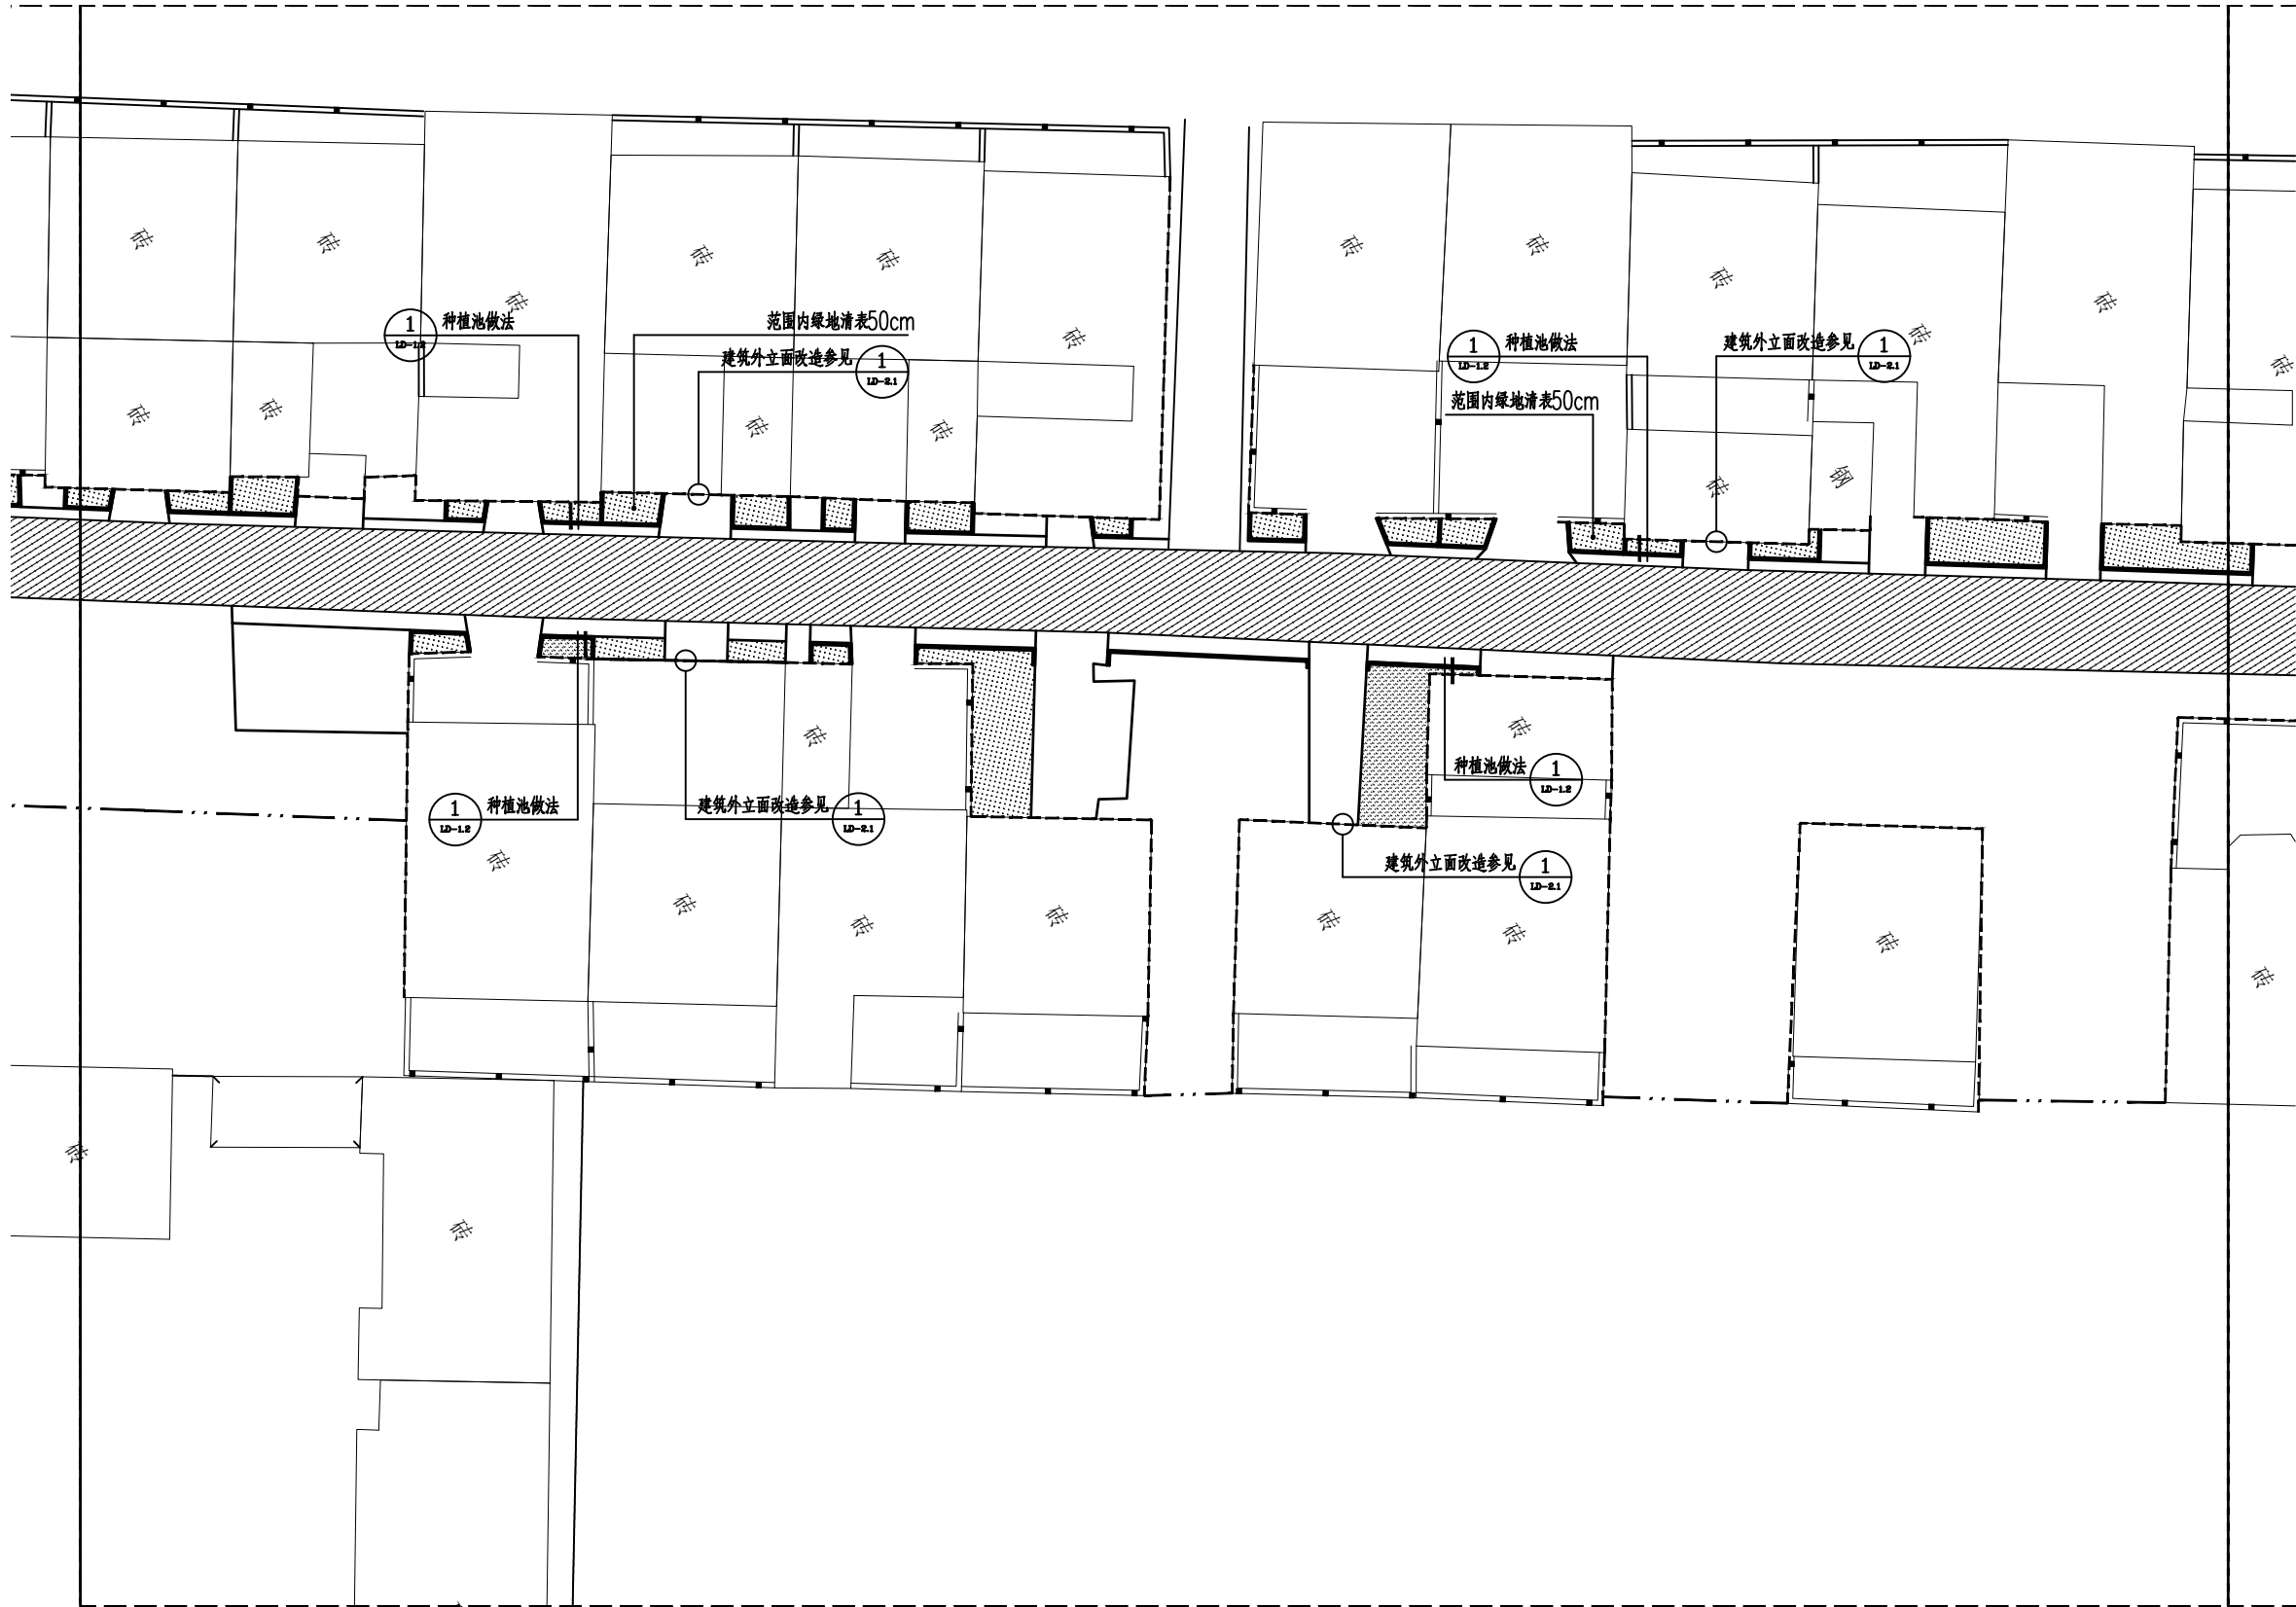 砖
砖
砖
砖
砖
砖
砖
砖
砖
砖
砖
砖
砖
1
LD-1.2
种植池做法
范围内绿地清表50cm
建筑外立面改造参见
1
LD-2.1
1
LD-1.2
种植池做法
建筑外立面改造参见
1
LD-2.1
范围内绿地清表50cm
砖
砖
砖
砖
砖
钢
砖
砖
种植池做法
1
LD-1.2
1
LD-1.2
种植池做法
建筑外立面改造参见
1
LD-2.1
建筑外立面改造参见
1
LD-2.1
砖
砖
砖
砖
砖
砖
砖
砖
砖
砖